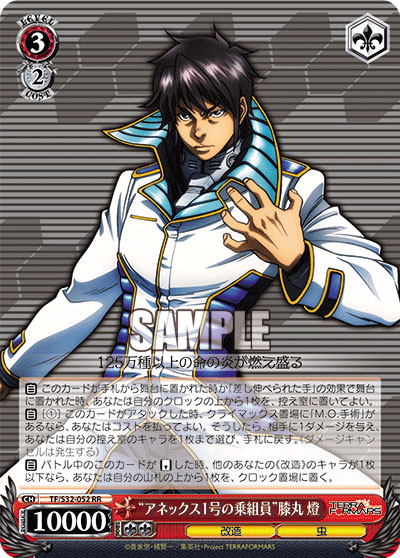 LEVEL
3
2
COST
SAMPLE
125万種以上の命の炎が燃え盛る
自 このカードが手札から舞台に置かれた時か「差し伸べられた手」の効果で舞台
に置かれた時、あなたは自分のクロックの上から1枚を、控え室に置いてよい。
自 【①】 このカードがアタックした時、クライマックス置場に「M.O.手術」が
あるなら、あなたはコストを払ってよい。そうしたら、相手に1ダメージを与え、
あなたは自分の控え室のキャラを1枚まで選び、手札に戻す。（ダメージキャン
セルは発生する）
自 バトル中のこのカードが した時、他のあなたの《改造》のキャラが1枚
以上なら、あなたは自分のクロックの上から1枚を、控え室に置く。
CH
TF/S32-052 RR
10000
"アネックス1号の乗組員"膝丸 燈
TERRAFORMARS
改造
虫
©貴家悠・橘賢一／集英社・Project TERRAFORMARS